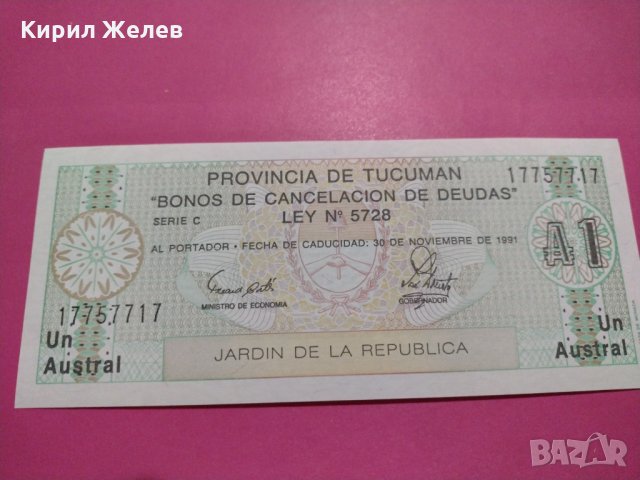 Кирил Желев
PROVINCIA DE TUCUMAN
17757717
"BONOS DE CANCELACION DE DEUDAS"
SERIE C
LEY Nº 5728
A1
AL PORTADOR • FECHA DE CADUCIDAD: 30 DE NOVIEMBRE DE 1991
MINISTRO DE ECONOMIA
GOBERNADOR
17757717
Un
Austral
Un
Austral
JARDIN DE LA REPUBLICA
BAZAR